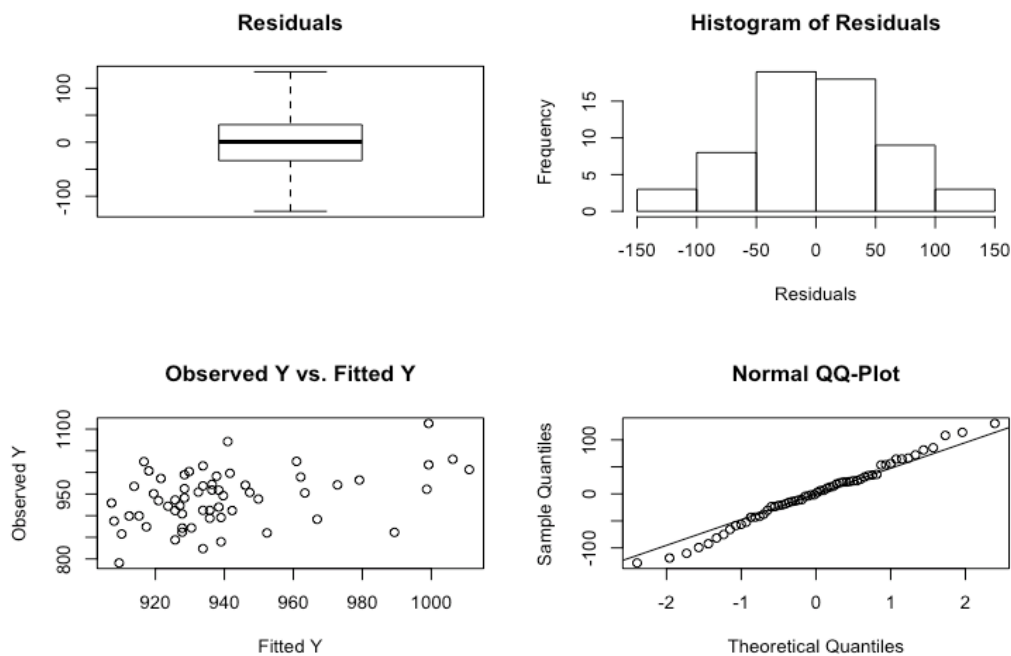 Residuals
100
0
-100
Histogram of Residuals
Frequency
15
10
5
0
-150 -100 -50 0 50 100 150
Residuals
Observed Y vs. Fitted Y
Observed Y
1100
950
800
920 940 960 980 1000
Fitted Y
Normal QQ-Plot
Sample Quantiles
100
0
-100
-2 -1 0 1 2
Theoretical Quantiles